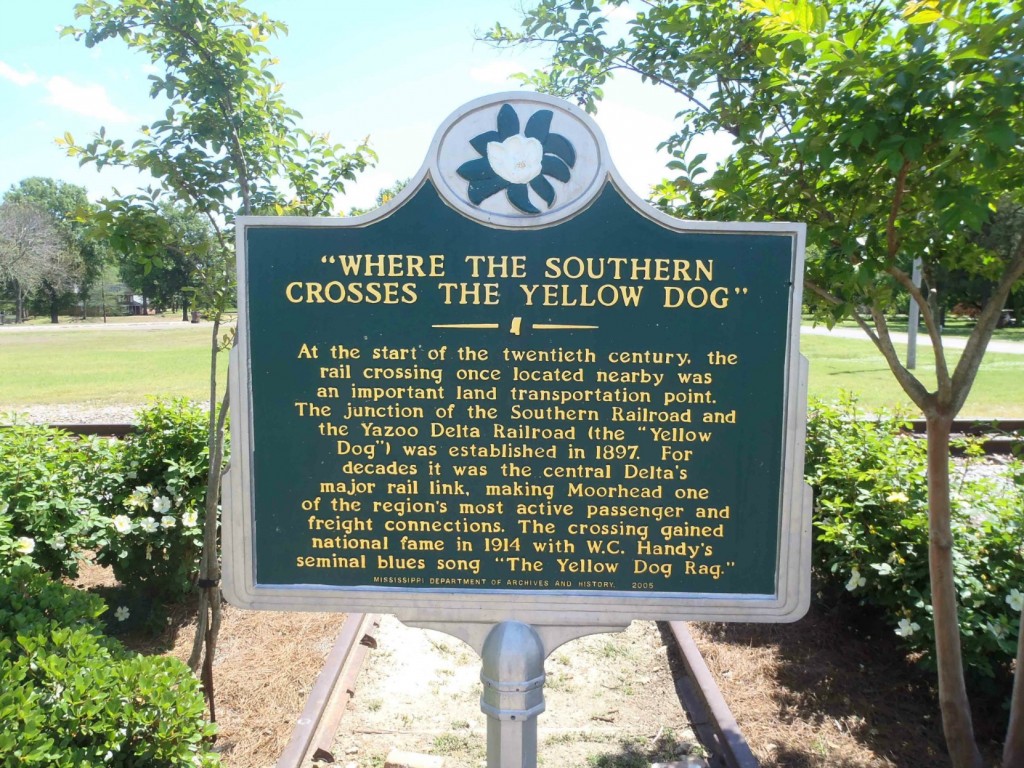 "WHERE THE SOUTHERN
CROSSES THE YELLOW DOG"
At the start of the twentieth century, the
rail crossing once located nearby was
an important land transportation point.
The junction of the Southern Railroad and
the Yazoo Delta Railroad (the "Yellow
Dog") was established in 1897. For
decades it was the central Delta's
major rail link, making Moorhead one
of the region's most active passenger and
freight connections. The crossing gained
national fame in 1914 with W.C. Handy's
seminal blues song "The Yellow Dog Rag."
MISSISSIPPI DEPARTMENT OF ARCHIVES AND HISTORY. 2005